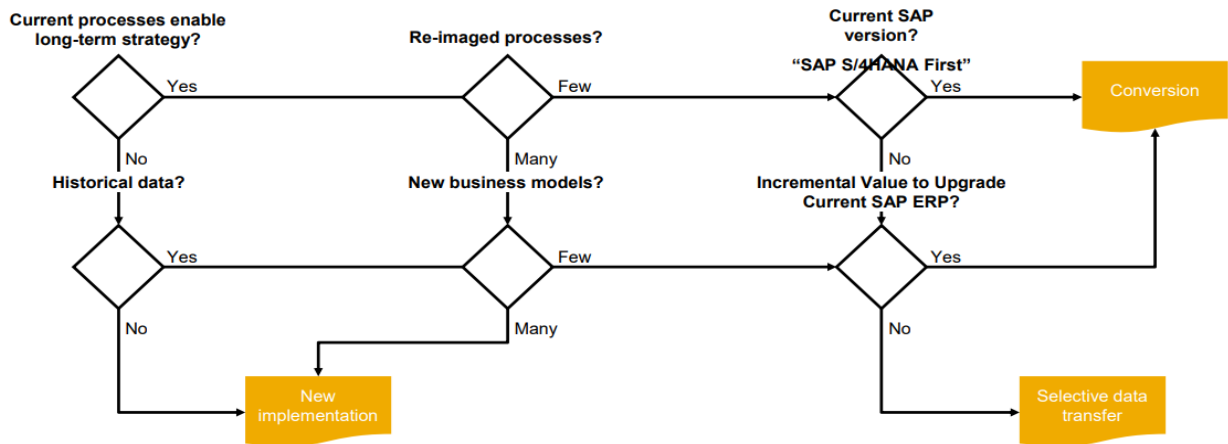 Current processes enable
long-term strategy?
Re-imaged processes?
Current SAP
version?
“SAP S/4HANA First”
Yes
Few
Yes
Conversion
No
Many
No
Historical data?
New business models?
Incremental Value to Upgrade
Current SAP ERP?
Yes
Few
Yes
No
Many
No
New
implementation
Selective data
transfer